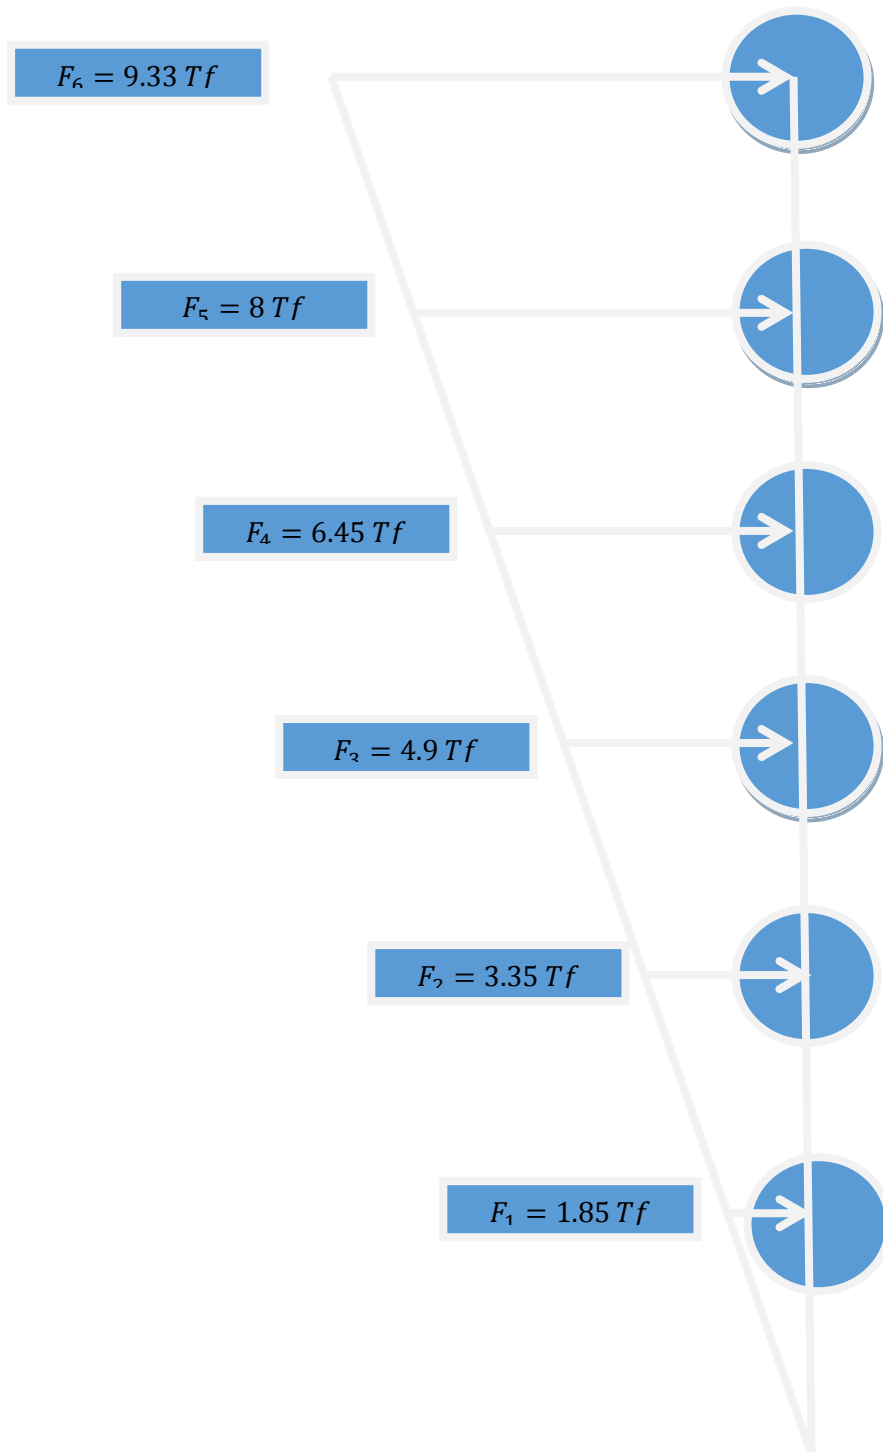 F₆ = 9.33 Tf
F₅ = 8 Tf
F₄ = 6.45 Tf
F₃ = 4.9 Tf
F₂ = 3.35 Tf
F₁ = 1.85 Tf